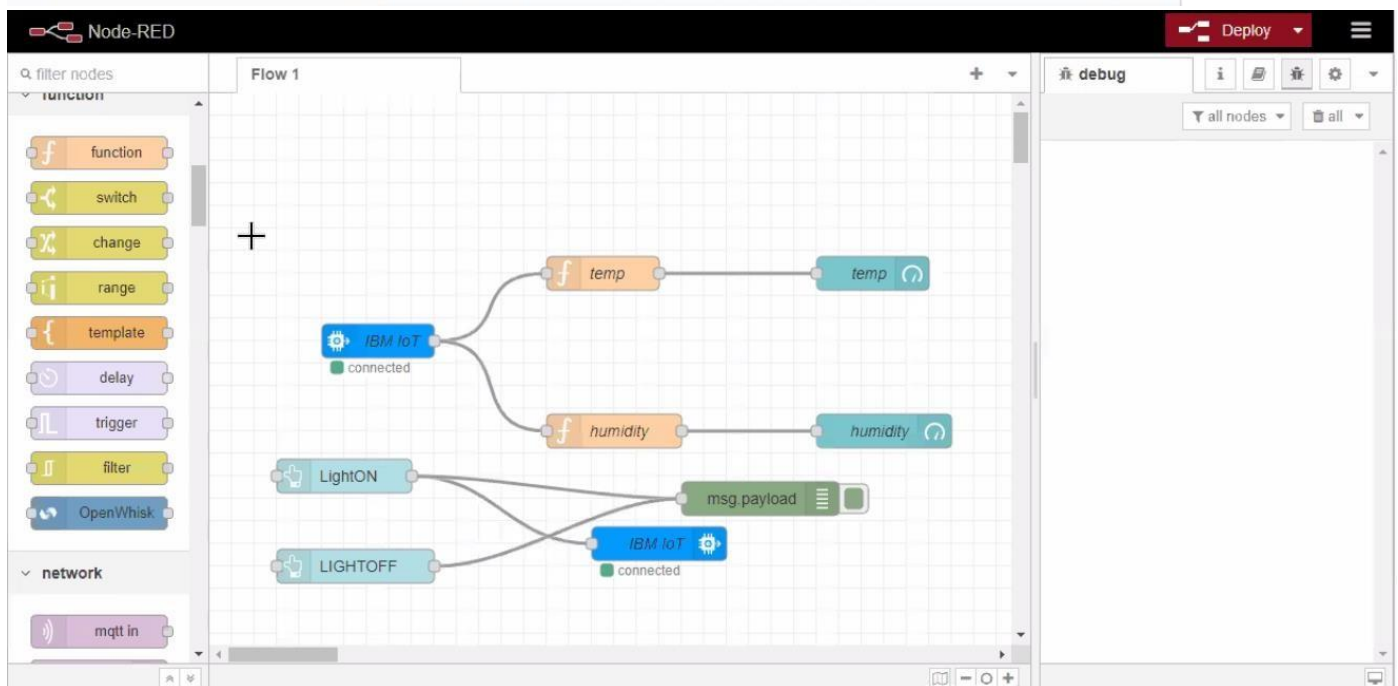 Node-RED
Deploy
filter nodes
Flow 1
debug
all nodes
all
function
function
switch
change
range
template
delay
trigger
filter
OpenWhisk
network
mqtt in
temp
temp
IBM IoT
connected
humidity
humidity
LightON
msg.payload
IBM IoT
connected
LIGHTOFF